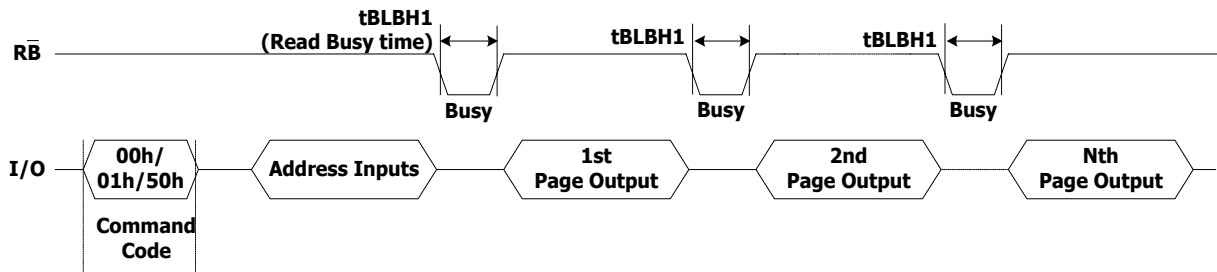 tBLBH1
(Read Busy time)
tBLBH1
tBLBH1
RB̅
Busy
Busy
Busy
I/O
00h/
01h/50h
Address Inputs
1st
Page Output
2nd
Page Output
Nth
Page Output
Command
Code